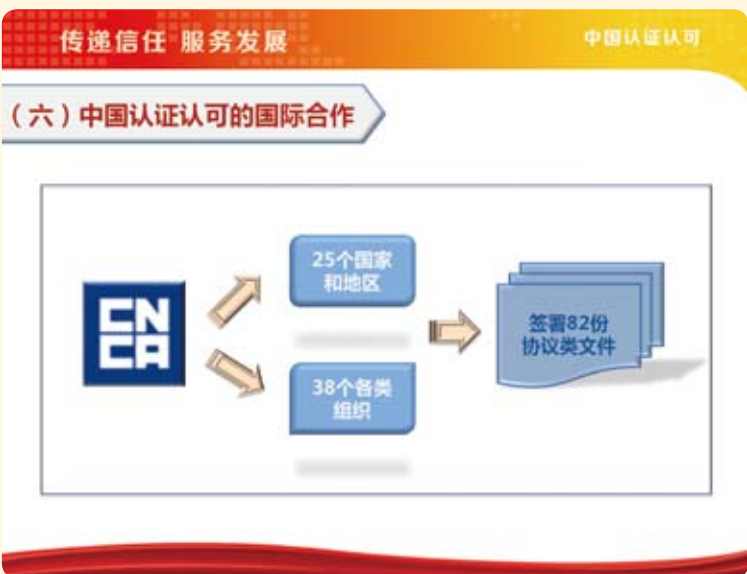 传递信任 服务发展
中国认证认可
（六）中国认证认可的国际合作
25个国家
和地区
CN
CA
签署82份
协议类文件
38个各类
组织